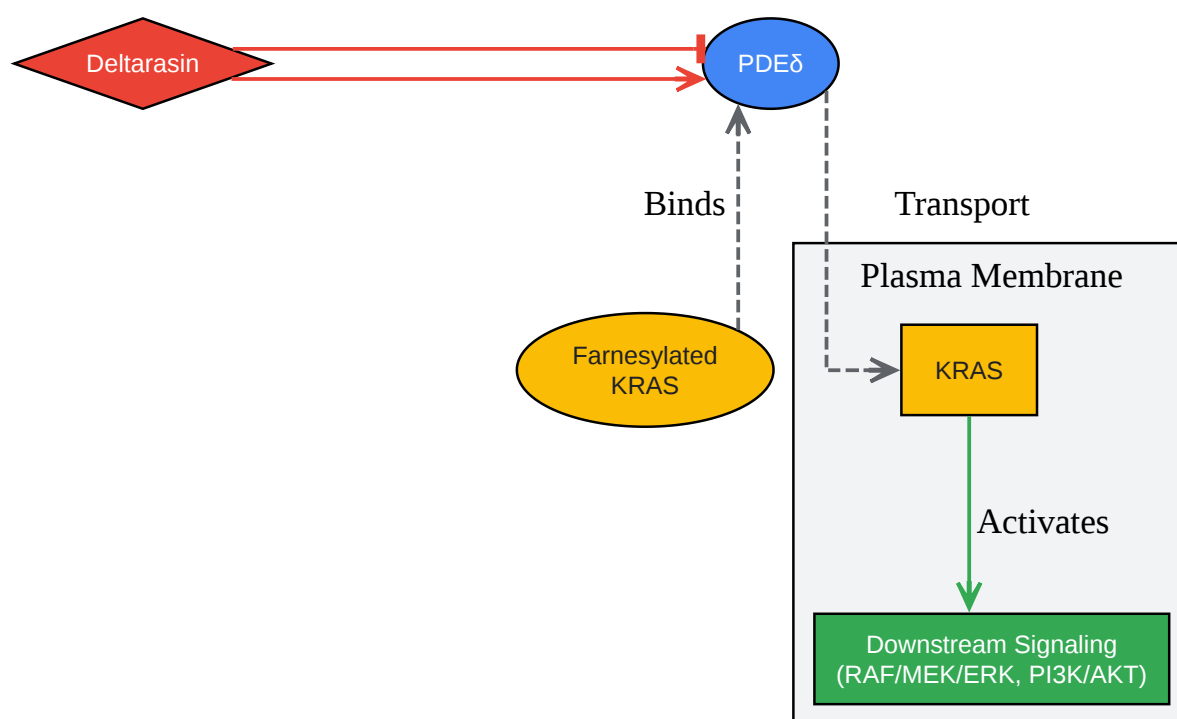 Deltarasin
PDEδ
Binds
Transport
Plasma Membrane
Farnesylated
KRAS
KRAS
Activates
Downstream Signaling
(RAF/MEK/ERK, PI3K/AKT)